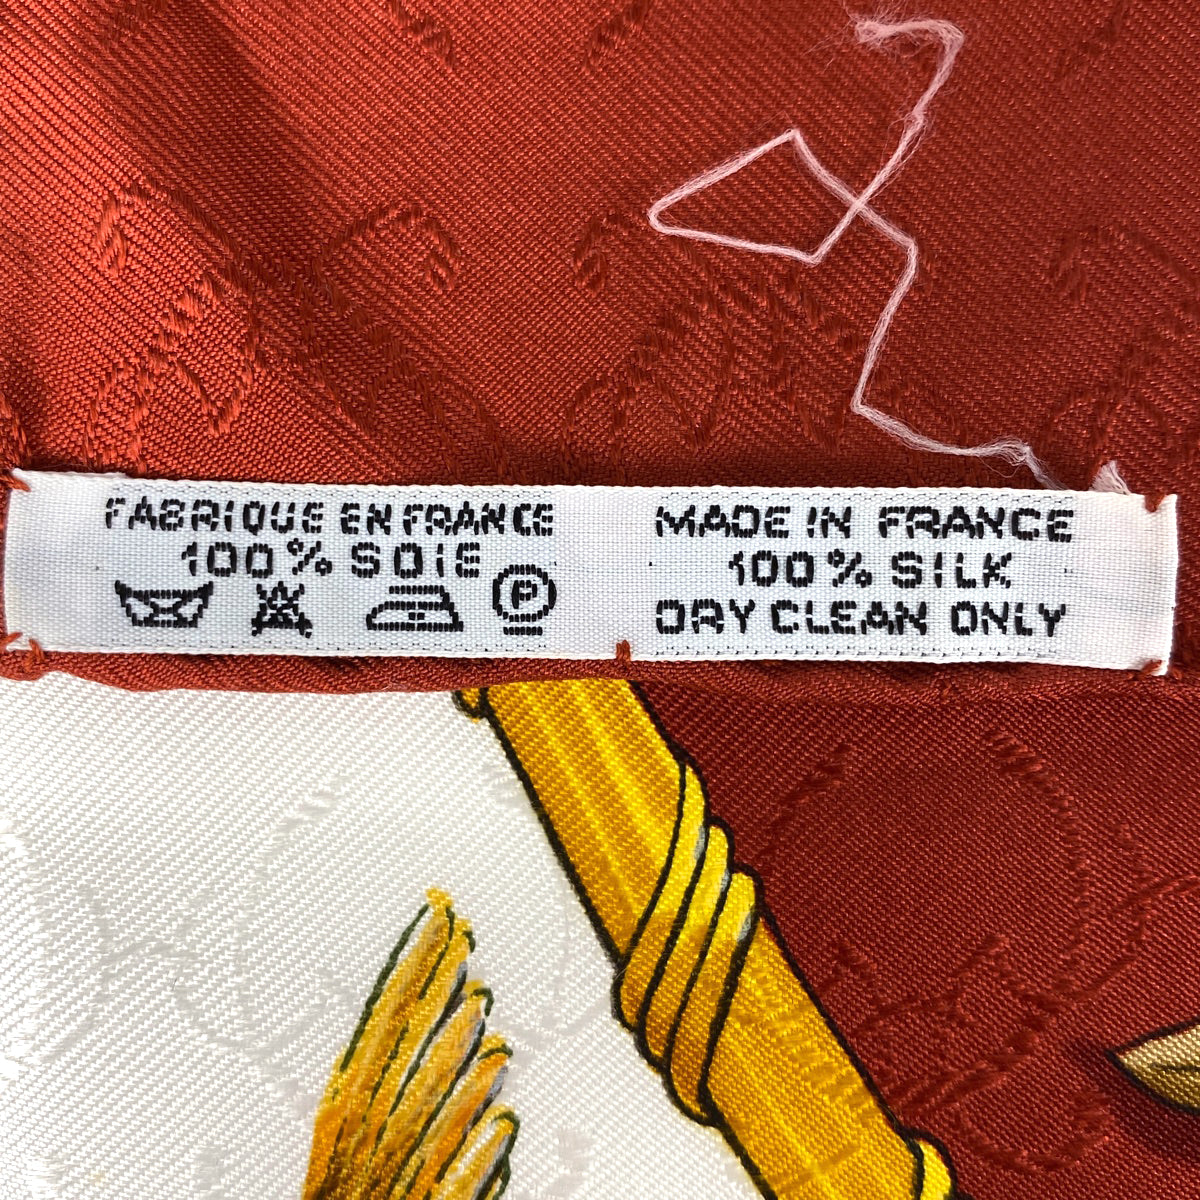 FABRIQUE EN FRANCE
100% SOIE
P
MADE IN FRANCE
100% SILK
DRY CLEAN ONLY